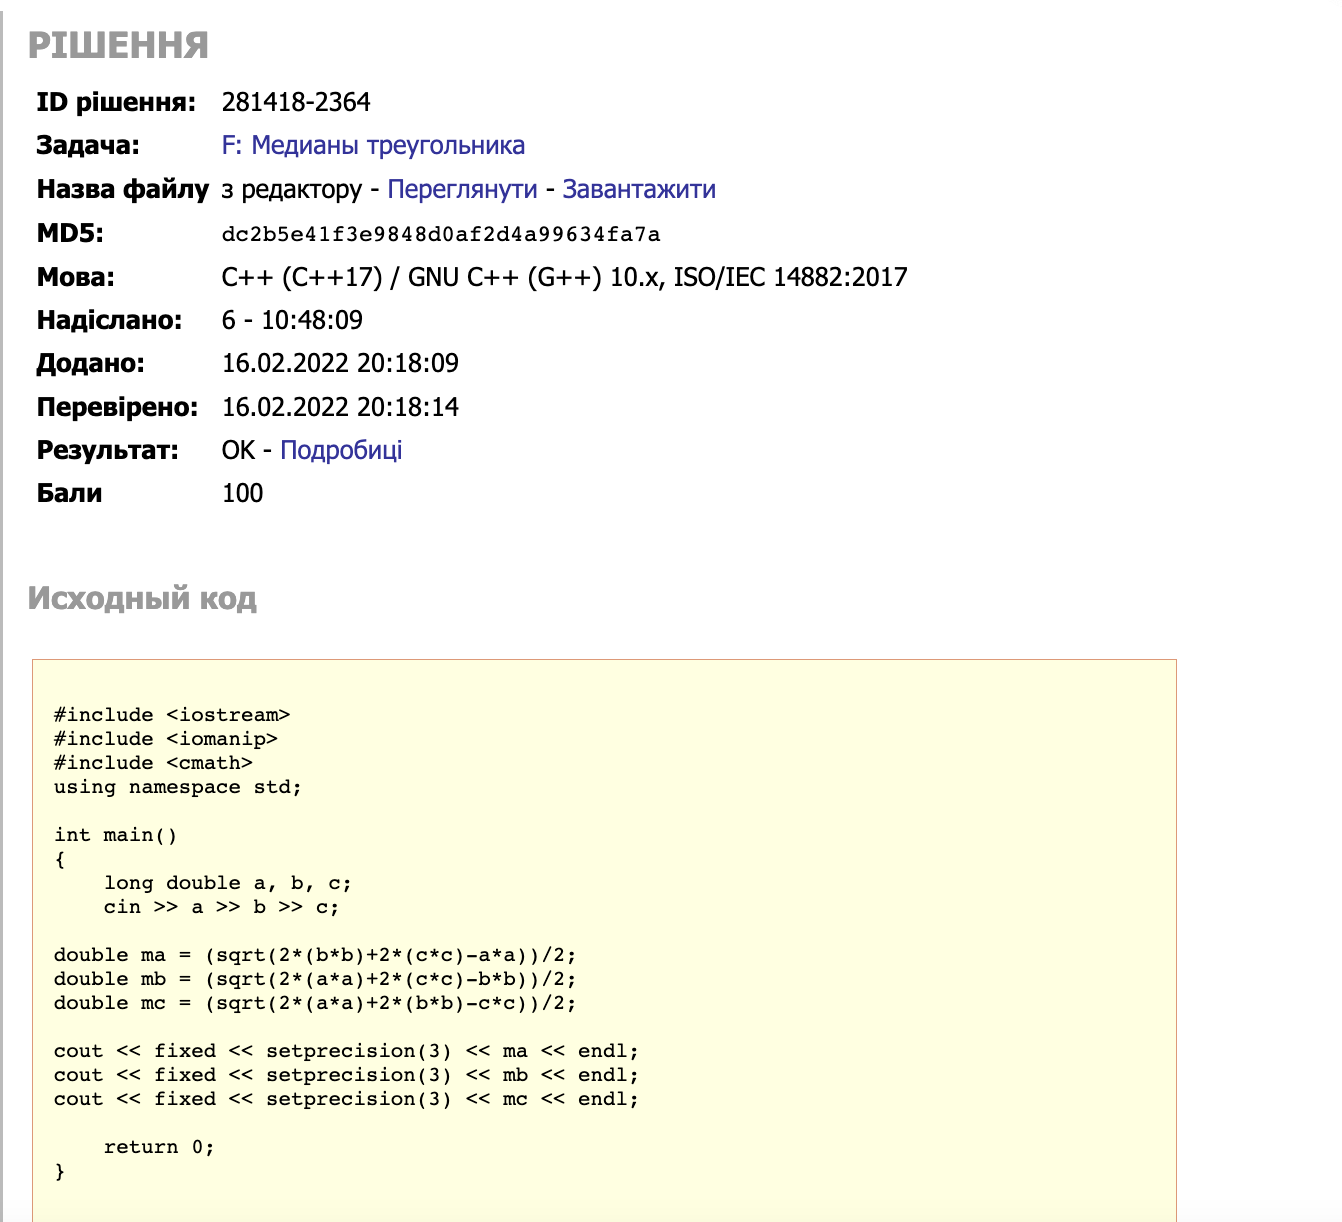 РІШЕННЯ
ID рішення: 281418-2364
Задача: F: Медианы треугольника
Назва файлу з редактору - Переглянути - Завантажити
MD5: dc2b5e41f3e9848d0af2d4a99634fa7a
Мова: C++ (C++17) / GNU C++ (G++) 10.x, ISO/IEC 14882:2017
Надіслано: 6 - 10:48:09
Додано: 16.02.2022 20:18:09
Перевірено: 16.02.2022 20:18:14
Результат: OK - Подробиці
Бали 100
Исходный код
#include <iostream>
#include <iomanip>
#include <cmath>
using namespace std;
int main()
{
    long double a, b, c;
    cin >> a >> b >> c;
double ma = (sqrt(2*(b*b)+2*(c*c)-a*a))/2;
double mb = (sqrt(2*(a*a)+2*(c*c)-b*b))/2;
double mc = (sqrt(2*(a*a)+2*(b*b)-c*c))/2;
cout << fixed << setprecision(3) << ma << endl;
cout << fixed << setprecision(3) << mb << endl;
cout << fixed << setprecision(3) << mc << endl;
    return 0;
}